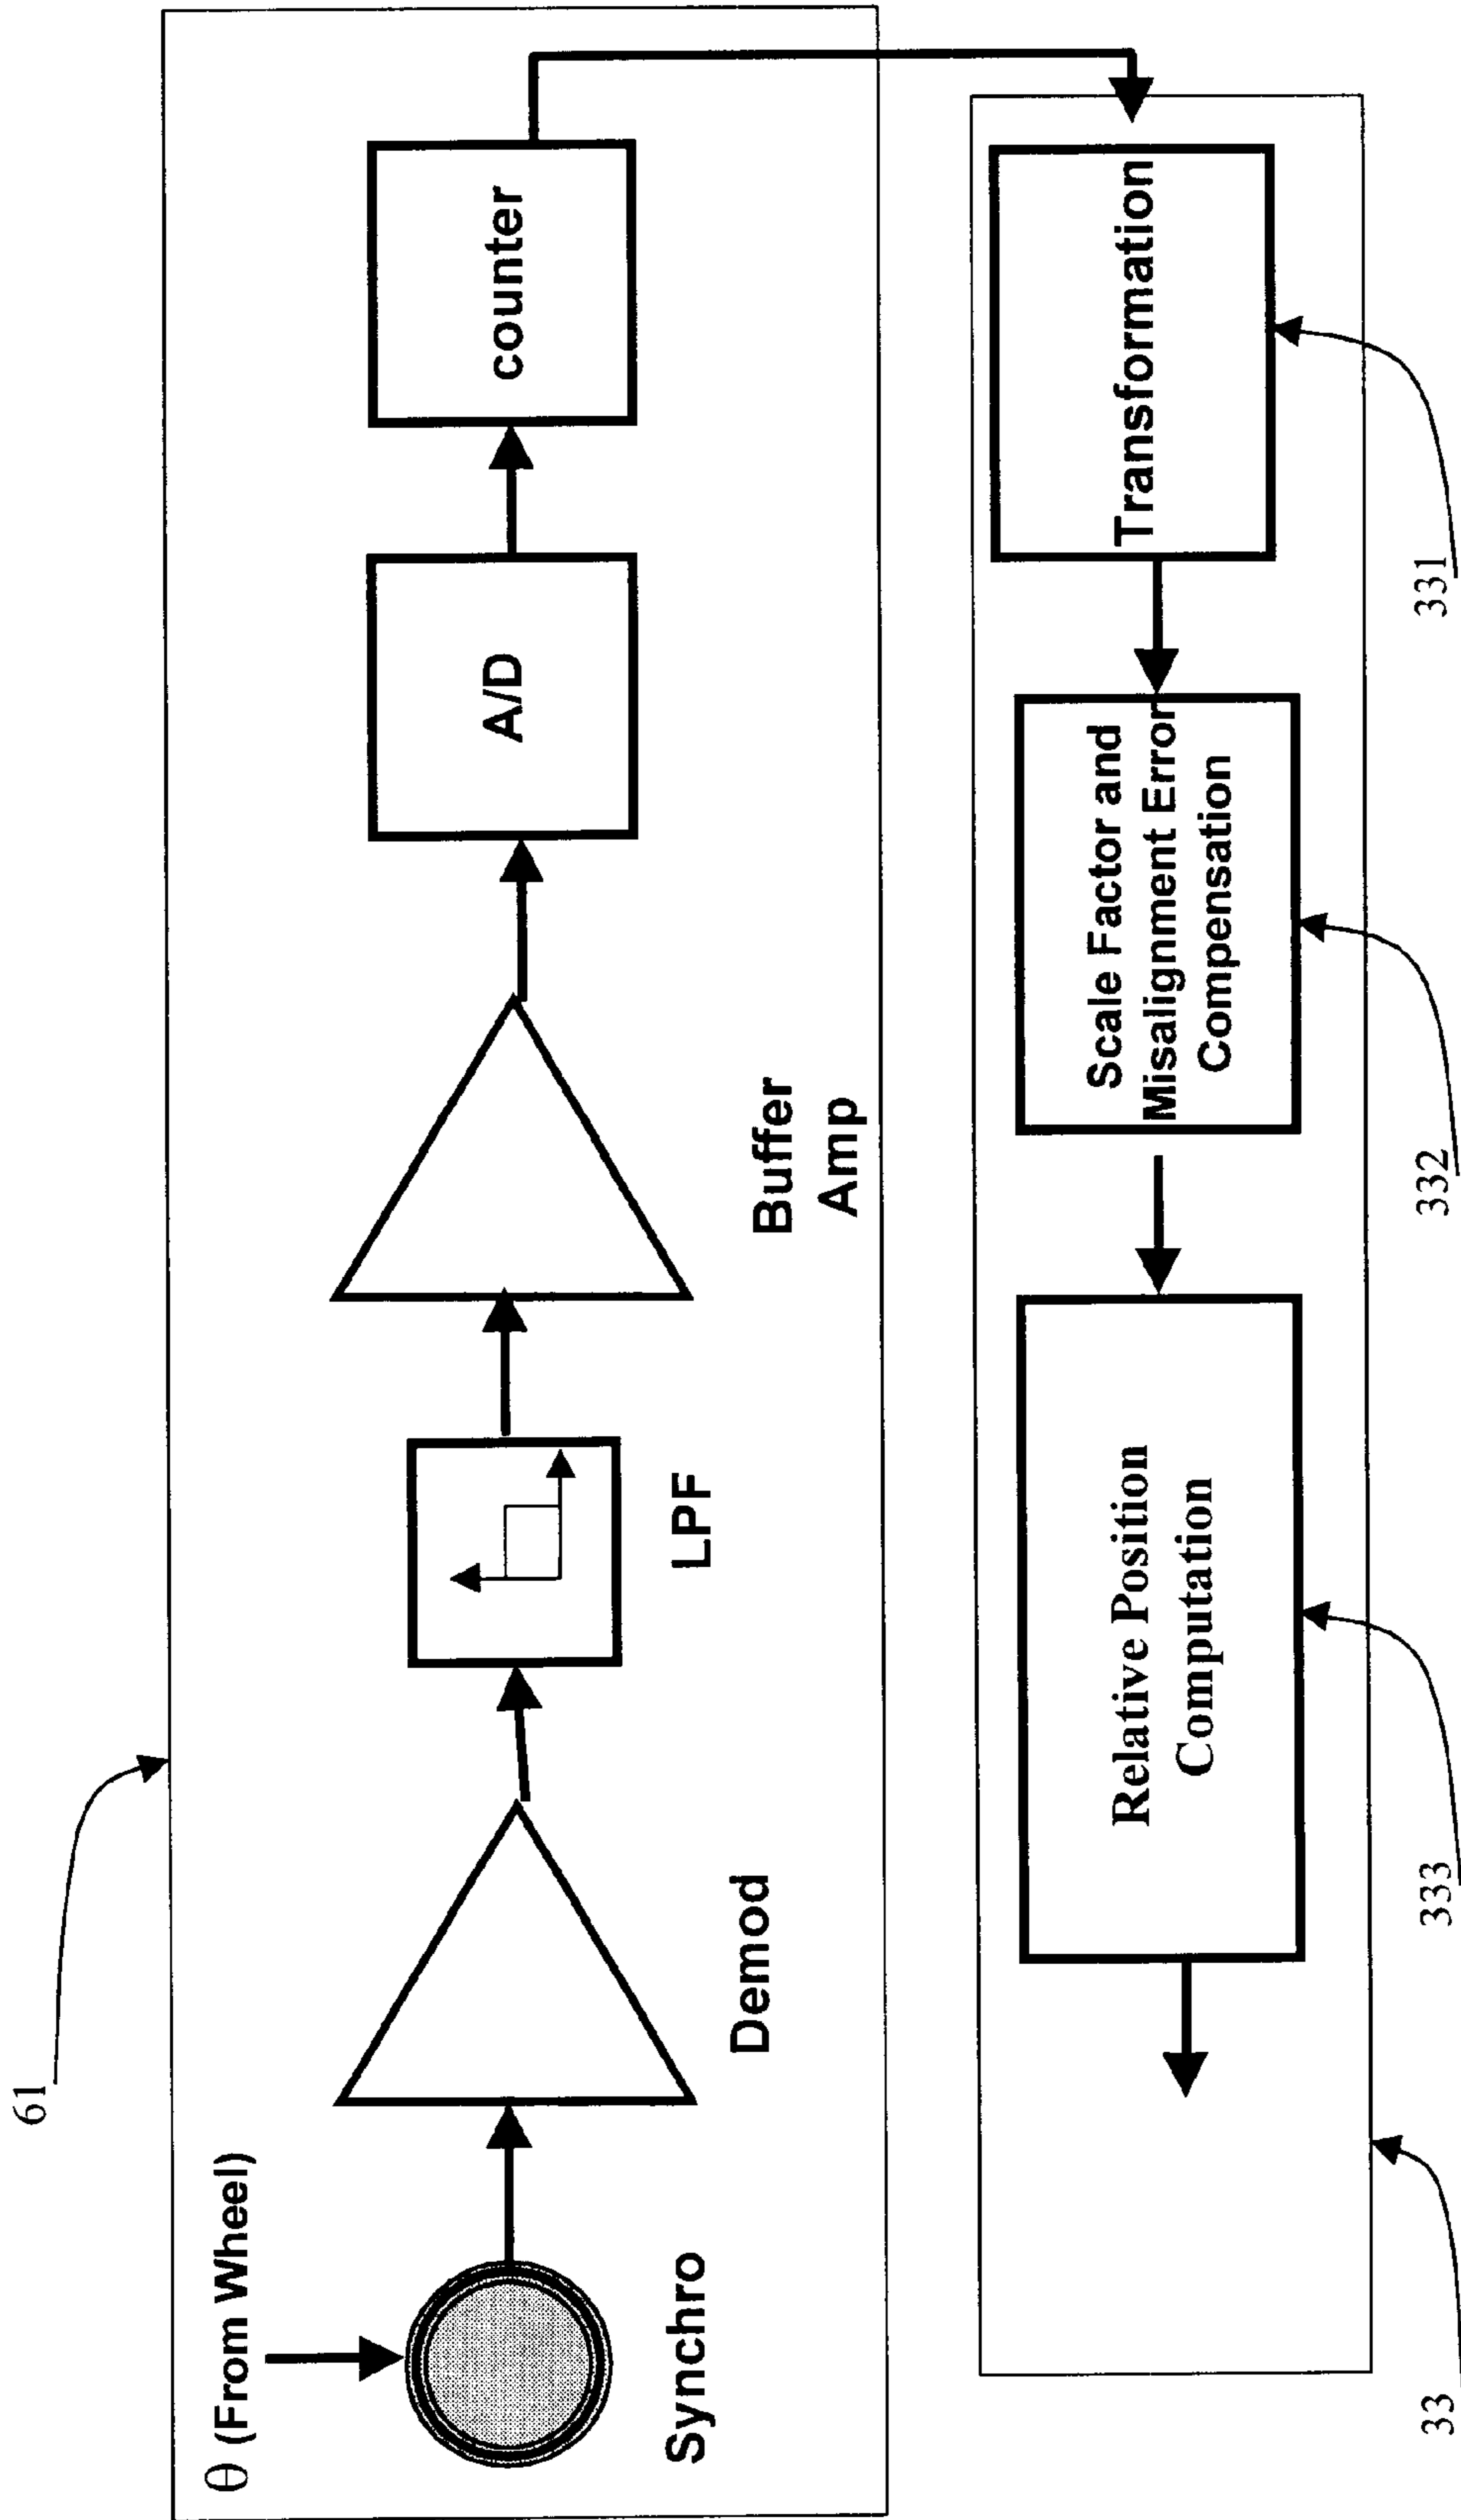 61
θ (From Wheel)
Synchro
Demod
LPF
Buffer
Amp
A/D
counter
Transformation
331
Scale Factor and
Misalignment Error
Compensation
332
Relative Position
Computation
333
33